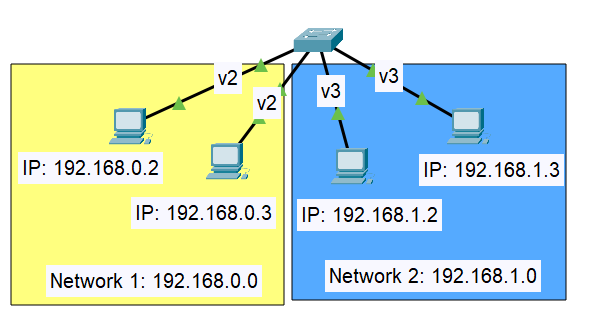 v2
v3
v2
v3
IP: 192.168.0.2
IP: 192.168.1.3
IP: 192.168.0.3
IP: 192.168.1.2
Network 1: 192.168.0.0
Network 2: 192.168.1.0